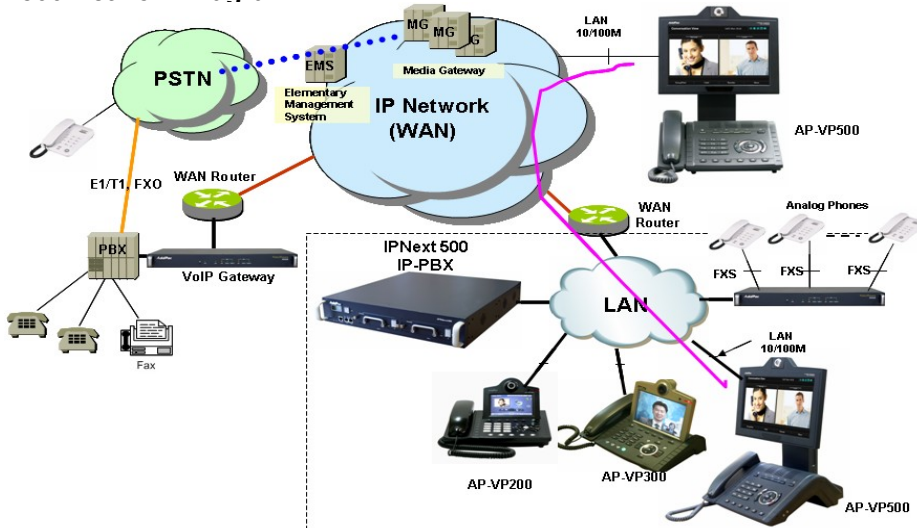 LAN
10/100M
MG
MG
G
EMS
Media Gateway
PSTN
Elementary
Management
System
IP Network
(WAN)
AP-VP500
E1/T1, FXO
WAN Router
WAN
Router
Analog Phones
PBX
VoIP Gateway
IPNext 500
IP-PBX
FXS
FXS
FXS
LAN
LAN
10/100M
Fax
AP-VP200
AP-VP300
AP-VP500